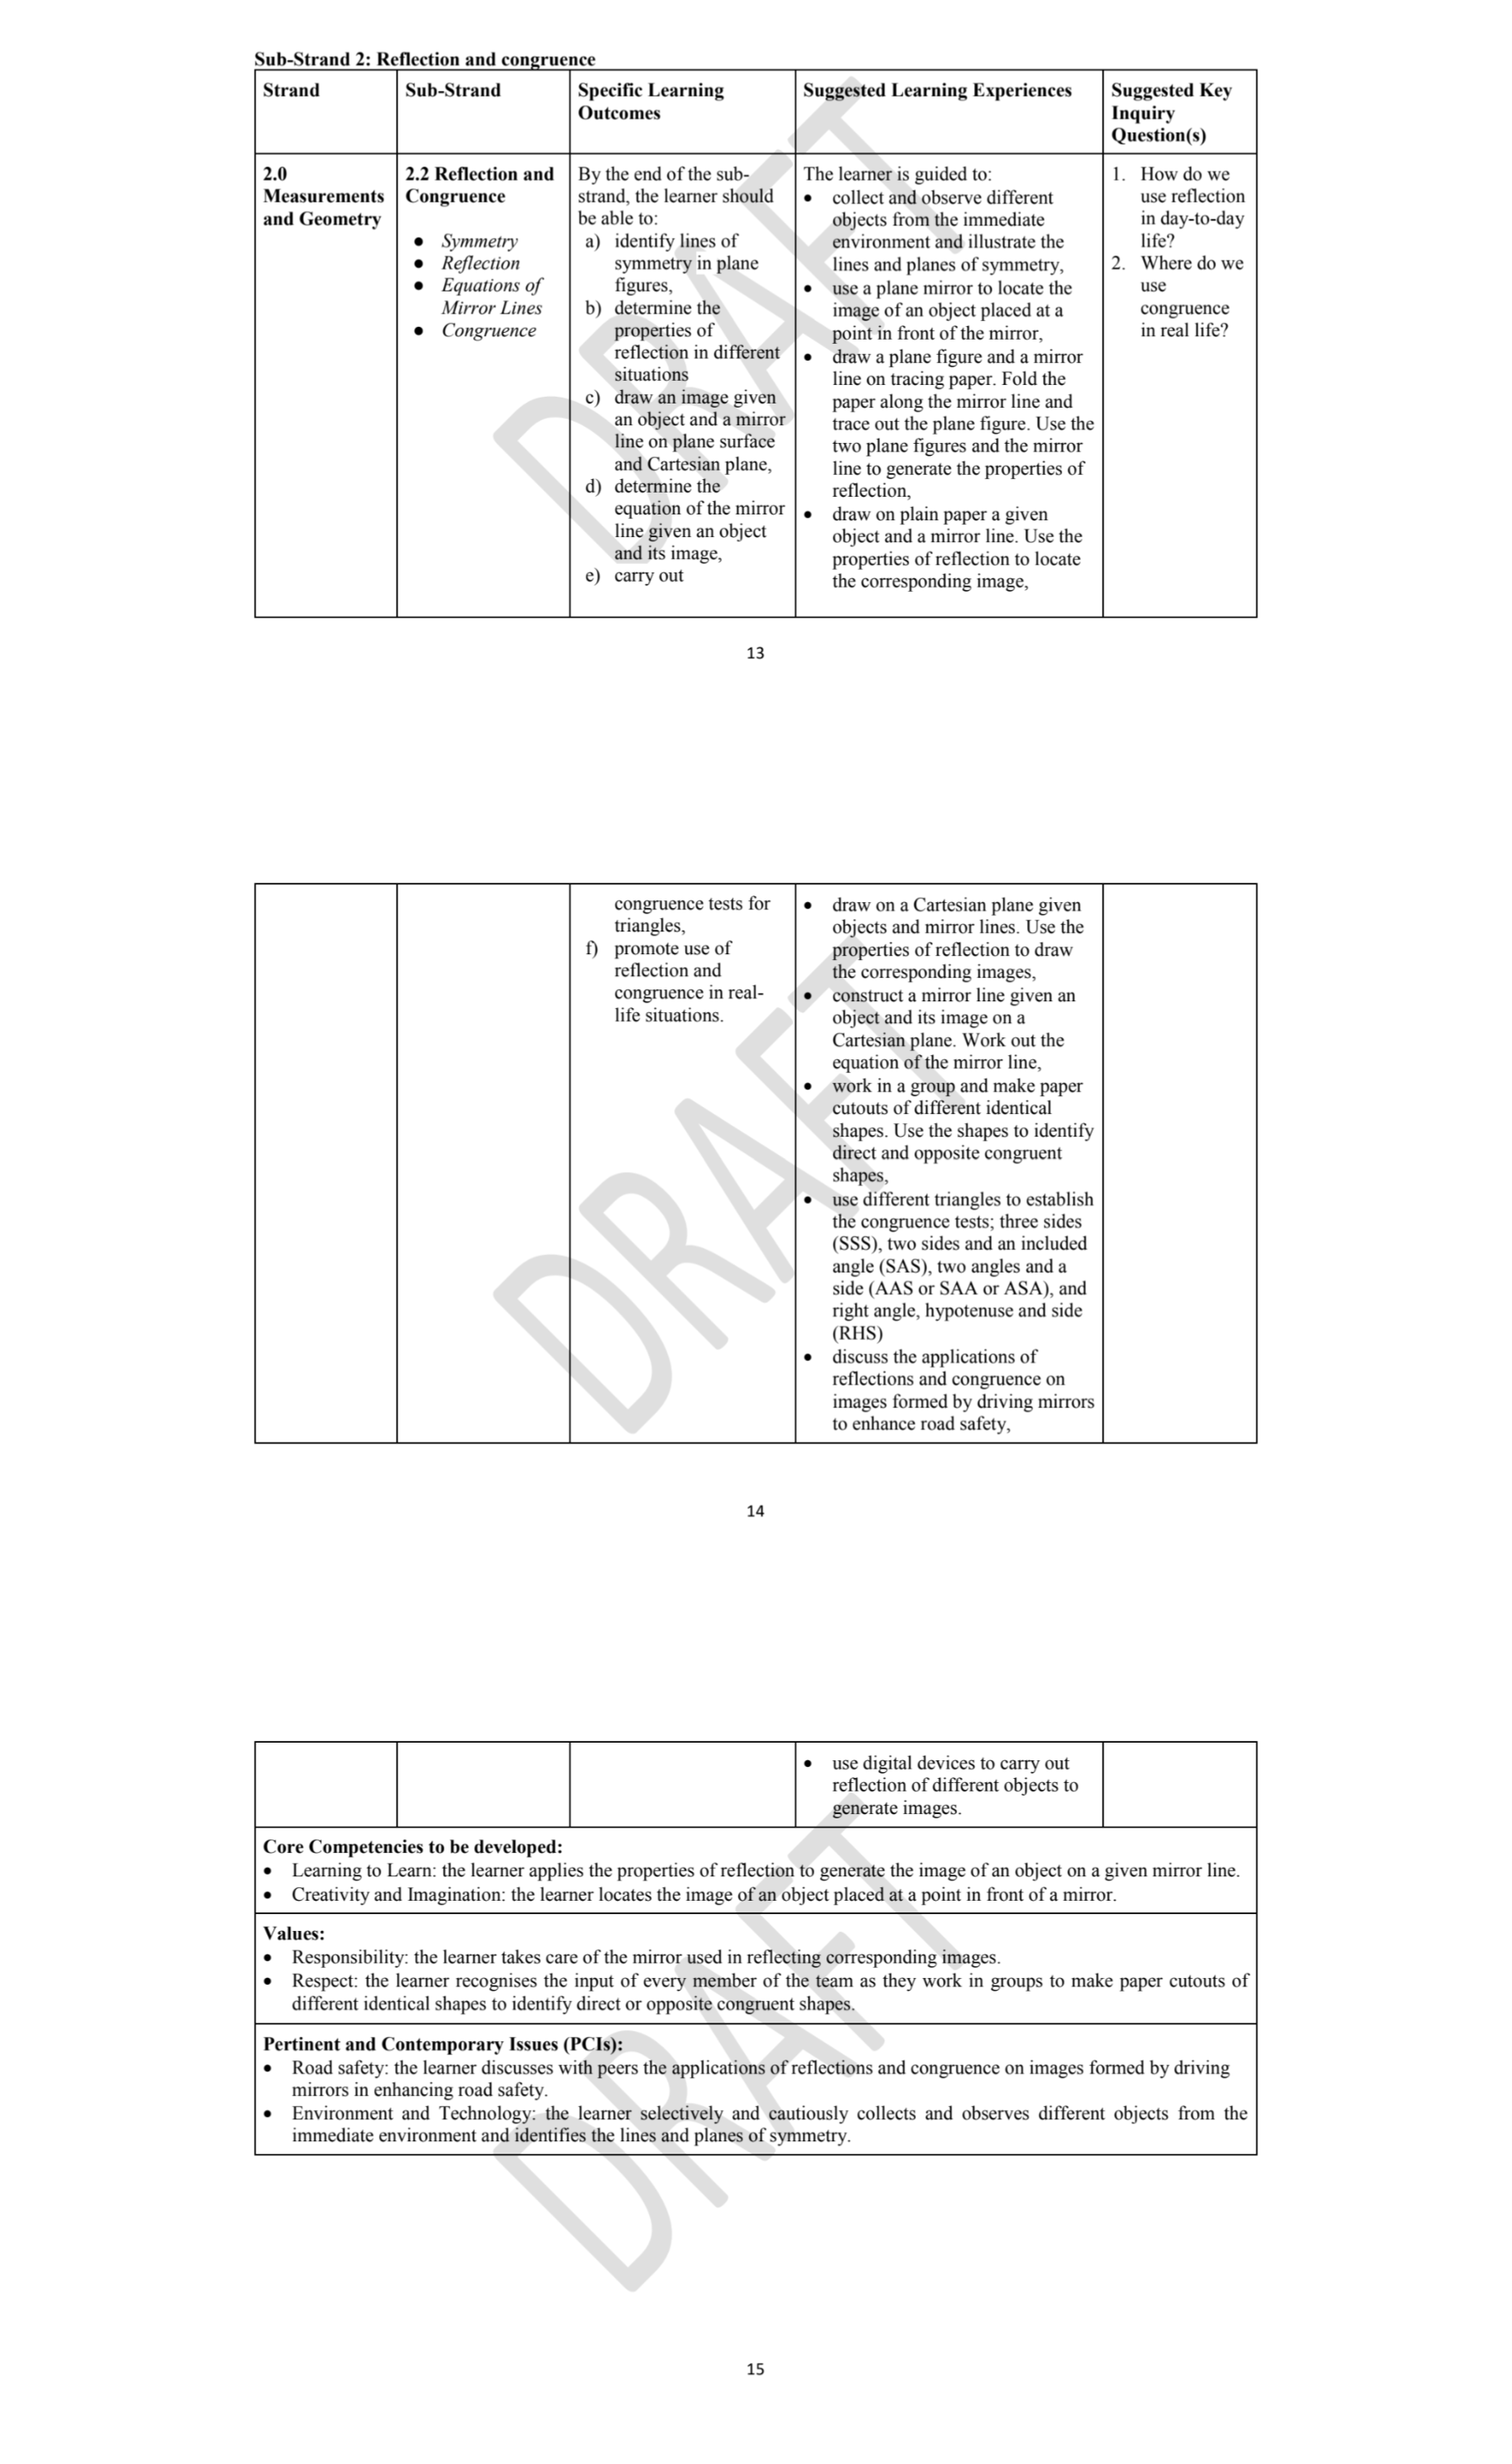 Sub-Strand 2: Reflection and congruence
Strand
Sub-Strand
Specific Learning
Outcomes
Suggested Learning Experiences
Suggested Key
Inquiry
Question(s)
2.0
Measurements
and Geometry
2.2 Reflection and
Congruence
● Symmetry
● Reflection
● Equations of
Mirror Lines
● Congruence
By the end of the sub-
strand, the learner should
be able to:
a) identify lines of
symmetry in plane
figures,
b) determine the
properties of
reflection in different
situations
c) draw an image given
an object and a mirror
line on plane surface
and Cartesian plane,
d) determine the
equation of the mirror
line given an object
and its image,
e) carry out
The learner is guided to:
● collect and observe different
objects from the immediate
environment and illustrate the
lines and planes of symmetry,
● use a plane mirror to locate the
image of an object placed at a
point in front of the mirror,
● draw a plane figure and a mirror
line on tracing paper. Fold the
paper along the mirror line and
trace out the plane figure. Use the
two plane figures and the mirror
line to generate the properties of
reflection,
● draw on plain paper a given
object and a mirror line. Use the
properties of reflection to locate
the corresponding image,
1. How do we
use reflection
in day-to-day
life?
2. Where do we
use
congruence
in real life?
DRAFT
13
congruence tests for
triangles,
f) promote use of
reflection and
congruence in real-
life situations.
● draw on a Cartesian plane given
objects and mirror lines. Use the
properties of reflection to draw
the corresponding images,
● construct a mirror line given an
object and its image on a
Cartesian plane. Work out the
equation of the mirror line,
● work in a group and make paper
cutouts of different identical
shapes. Use the shapes to identify
direct and opposite congruent
shapes,
● use different triangles to establish
the congruence tests; three sides
(SSS), two sides and an included
angle (SAS), two angles and a
side (AAS or SAA or ASA), and
right angle, hypotenuse and side
(RHS)
● discuss the applications of
reflections and congruence on
images formed by driving mirrors
to enhance road safety,
DRAFT
14
● use digital devices to carry out
reflection of different objects to
generate images.
Core Competencies to be developed:
● Learning to Learn: the learner applies the properties of reflection to generate the image of an object on a given mirror line.
● Creativity and Imagination: the learner locates the image of an object placed at a point in front of a mirror.
Values:
● Responsibility: the learner takes care of the mirror used in reflecting corresponding images.
● Respect: the learner recognises the input of every member of the team as they work in groups to make paper cutouts of
different identical shapes to identify direct or opposite congruent shapes.
Pertinent and Contemporary Issues (PCIs):
● Road safety: the learner discusses with peers the applications of reflections and congruence on images formed by driving
mirrors in enhancing road safety.
● Environment and Technology: the learner selectively and cautiously collects and observes different objects from the
immediate environment and identifies the lines and planes of symmetry.
DRAFT
15